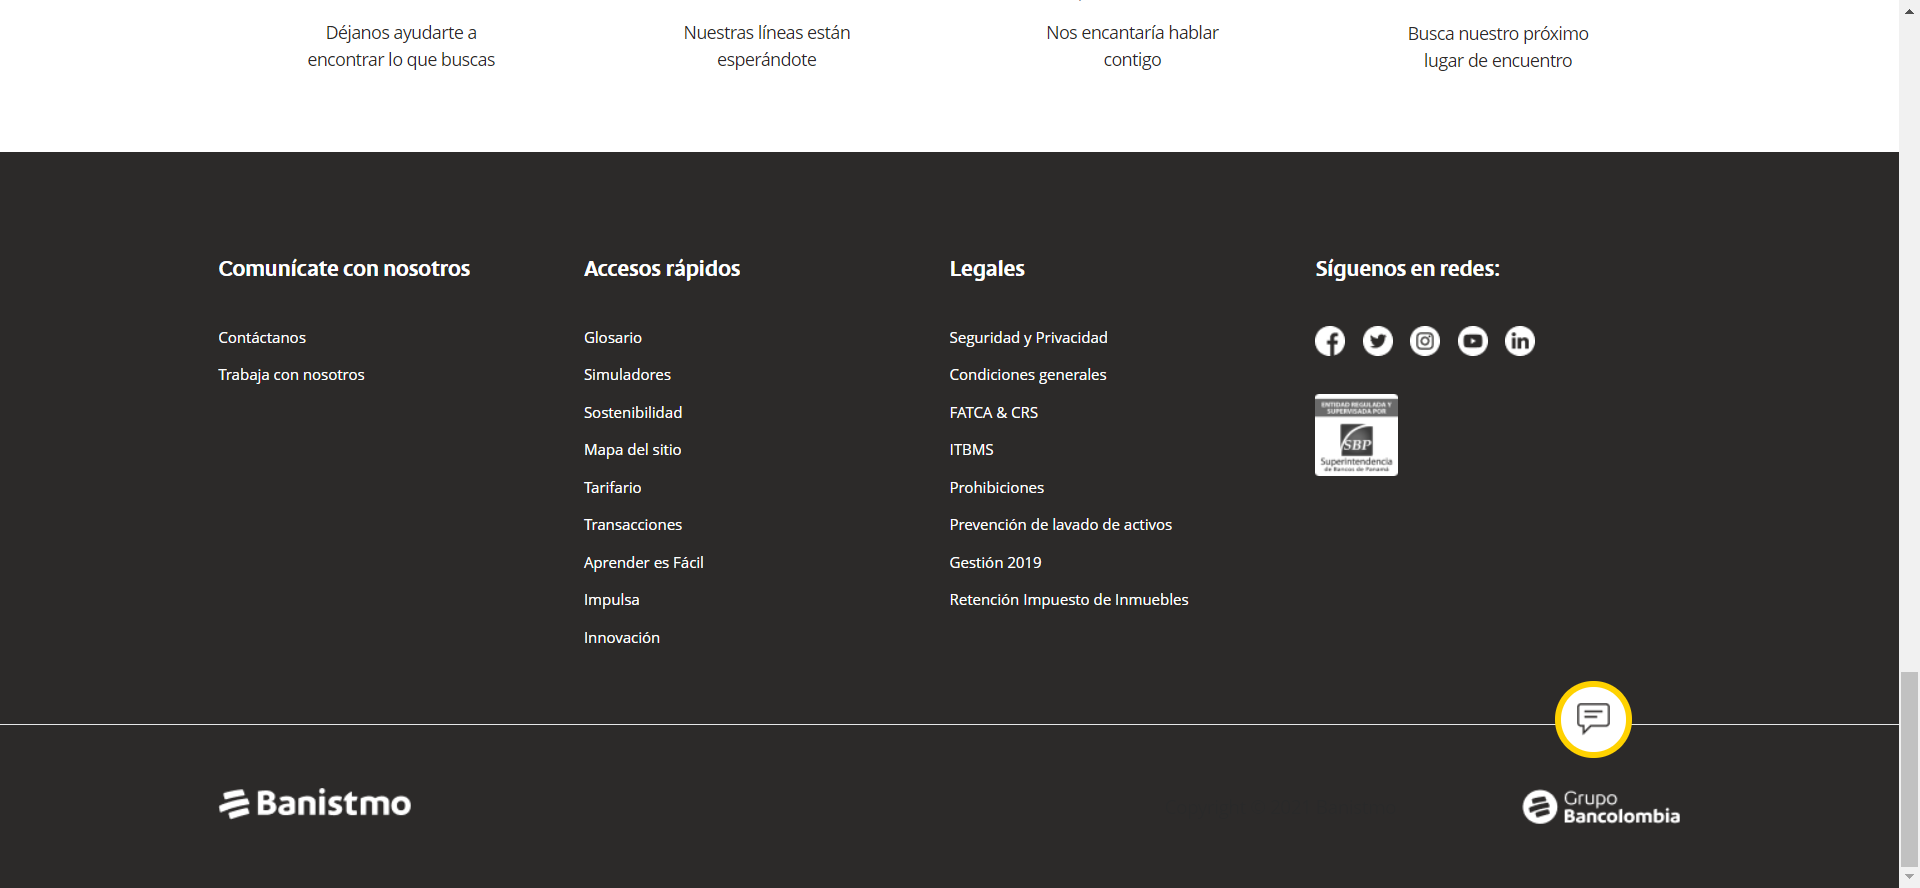 Déjanos ayudarte a
encontrar lo que buscas
Nuestras líneas están
esperándote
Nos encantaría hablar
contigo
Busca nuestro próximo
lugar de encuentro
Comunícate con nosotros
Contáctanos
Trabaja con nosotros
Accesos rápidos
Glosario
Simuladores
Sostenibilidad
Mapa del sitio
Tarifario
Transacciones
Aprender es Fácil
Impulsa
Innovación
Legales
Seguridad y Privacidad
Condiciones generales
FATCA & CRS
ITBMS
Prohibiciones
Prevención de lavado de activos
Gestión 2019
Retención Impuesto de Inmuebles
Síguenos en redes:
ENTIDAD REGULADA Y
SUPERVISADA POR
SBP
Superintendencia
de Bancos de Panamá
Banistmo
Grupo
Bancolombia